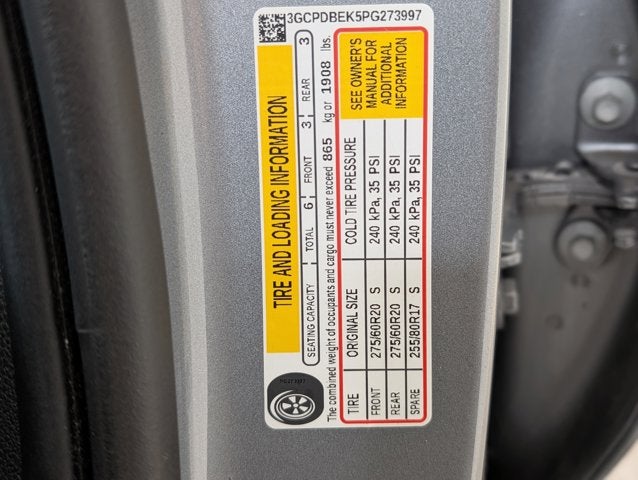 3GCPDBEK5PG273997
TIRE AND LOADING INFORMATION
SEATING CAPACITY TOTAL 6 FRONT 3 REAR 3
The combined weight of occupants and cargo must never exceed 865 kg or 1908 lbs.
TIRE ORIGINAL SIZE COLD TIRE PRESSURE
FRONT 275/60R20 S 240 kPa, 35 PSI
REAR 275/60R20 S 240 kPa, 35 PSI
SPARE 255/80R17 S 240 kPa, 35 PSI
SEE OWNER'S
MANUAL FOR
ADDITIONAL
INFORMATION